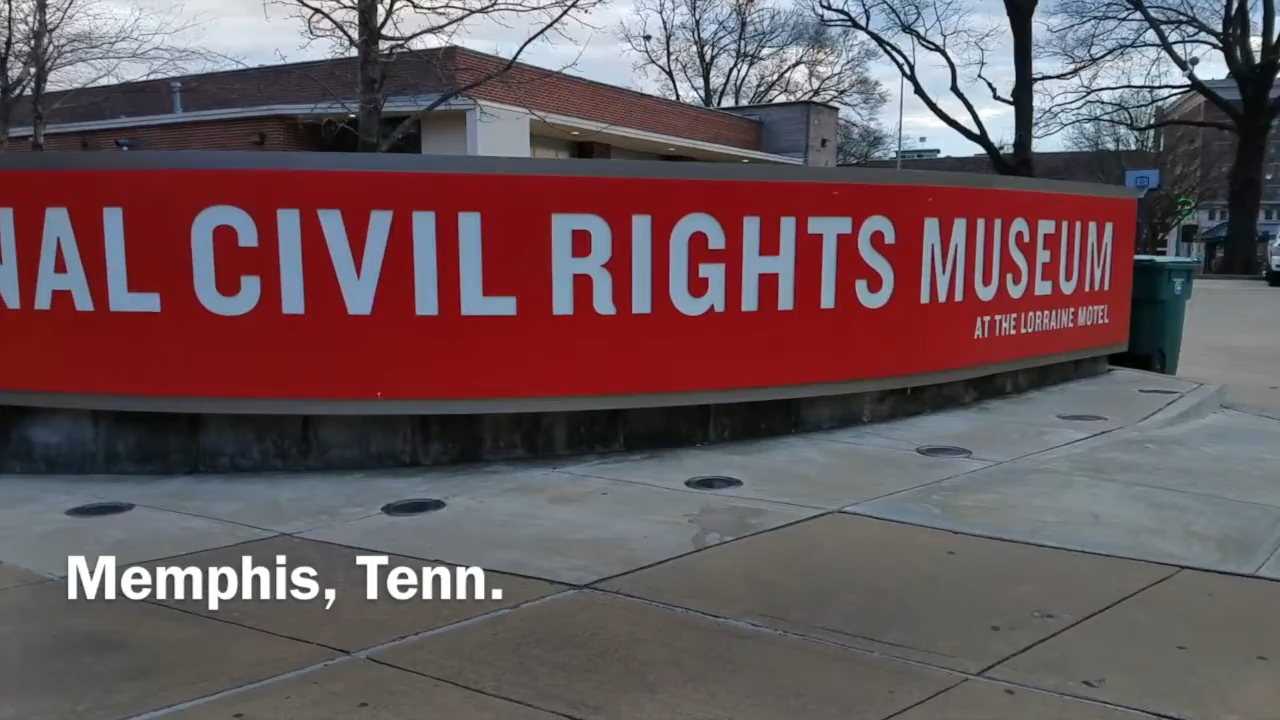 NAL CIVIL RIGHTS MUSEUM
AT THE LORRAINE MOTEL
Memphis, Tenn.